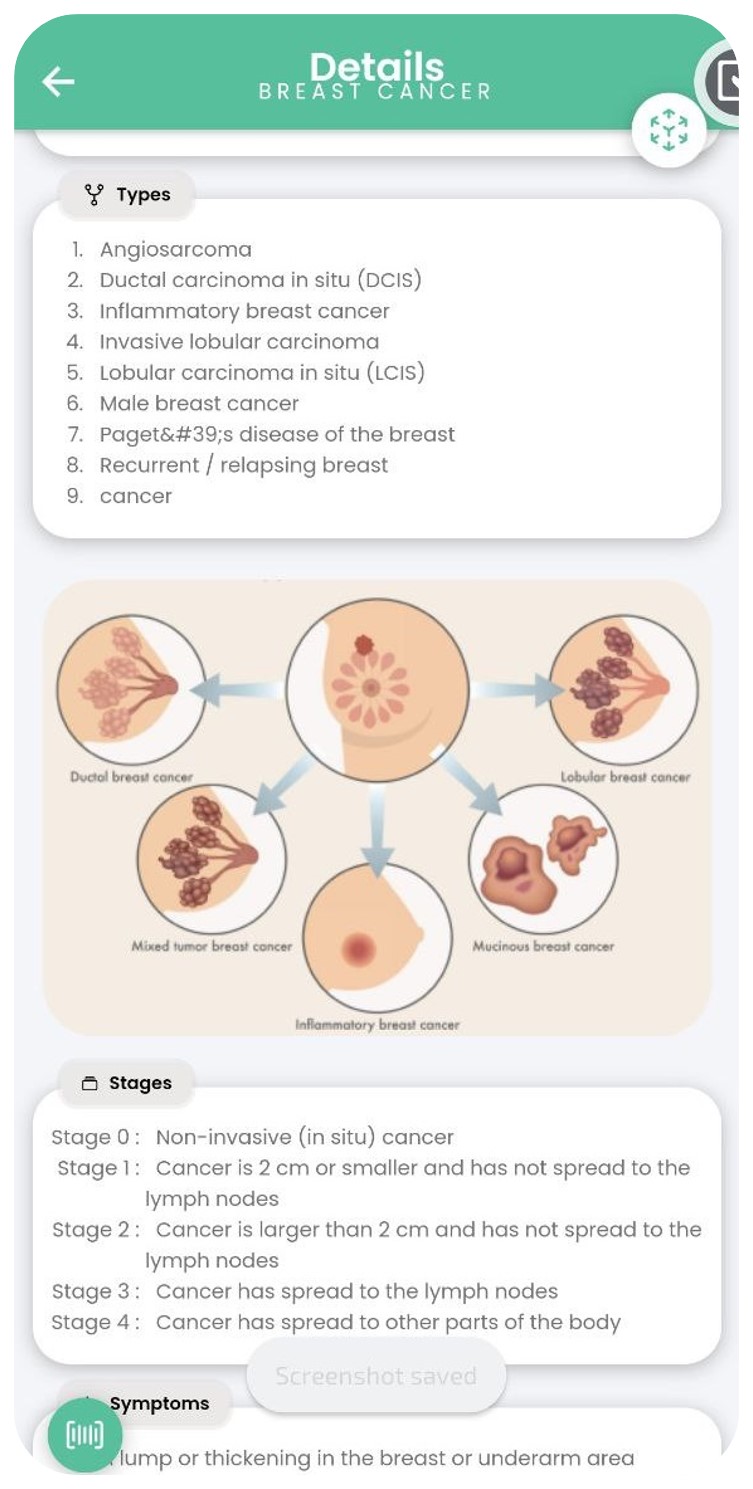 Details
BREAST CANCER
Types
1. Angiosarcoma
2. Ductal carcinoma in situ (DCIS)
3. Inflammatory breast cancer
4. Invasive lobular carcinoma
5. Lobular carcinoma in situ (LCIS)
6. Male breast cancer
7. Paget&#39;s disease of the breast
8. Recurrent / relapsing breast
9. cancer
Ductal breast cancer
Lobular breast cancer
Mixed tumor breast cancer
Mucinous breast cancer
Inflammatory breast cancer
Stages
Stage 0 : Non-invasive (in situ) cancer
Stage 1 : Cancer is 2 cm or smaller and has not spread to the
lymph nodes
Stage 2 : Cancer is larger than 2 cm and has not spread to the
lymph nodes
Stage 3 : Cancer has spread to the lymph nodes
Stage 4 : Cancer has spread to other parts of the body
Screenshot saved
Symptoms
lump or thickening in the breast or underarm area